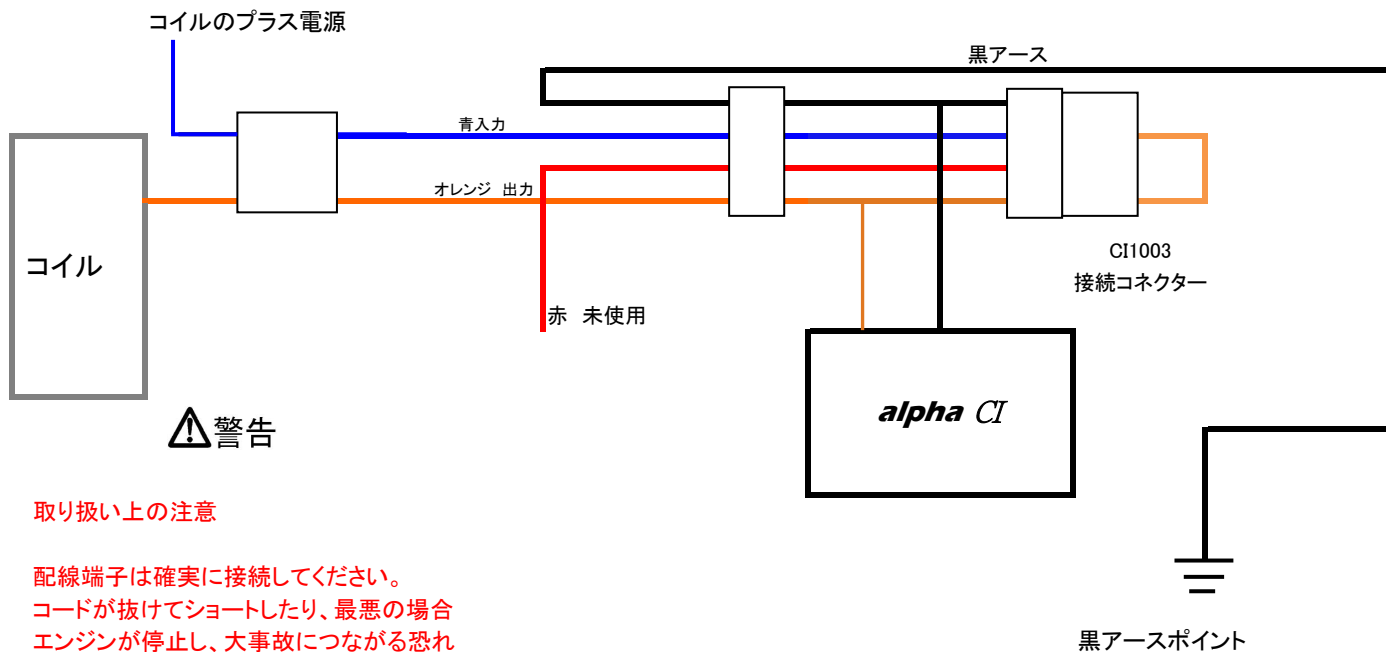 コイルのプラス電源
黒アース
青入力
オレンジ 出力
コイル
CI1003
接続コネクター
赤 未使用
alpha CI
警告
取り扱い上の注意
配線端子は確実に接続してください。
コードが抜けてショートしたり、最悪の場合
エンジンが停止し、大事故につながる恐れ
黒アースポイント